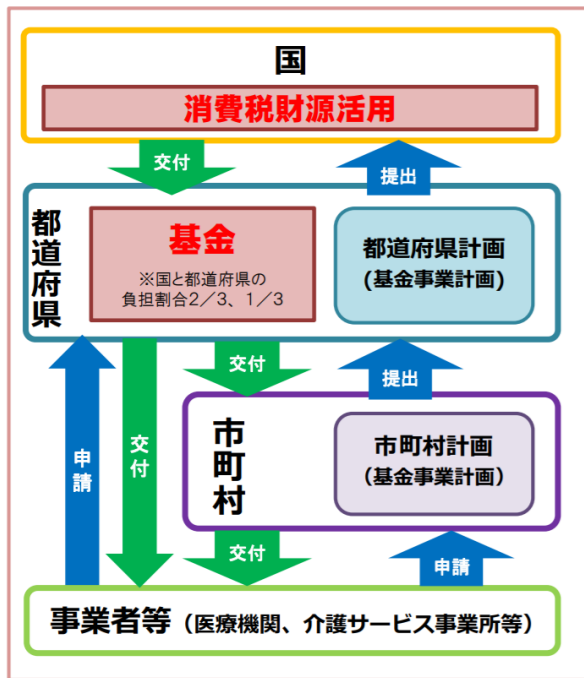 国
消費税財源活用
交付
提出
都道府県
基金
※国と都道府県の
負担割合2／3、1／3
都道府県計画
(基金事業計画)
交付
提出
申請
交付
市町村
市町村計画
（基金事業計画）
交付
申請
事業者等（医療機関、介護サービス事業所等）